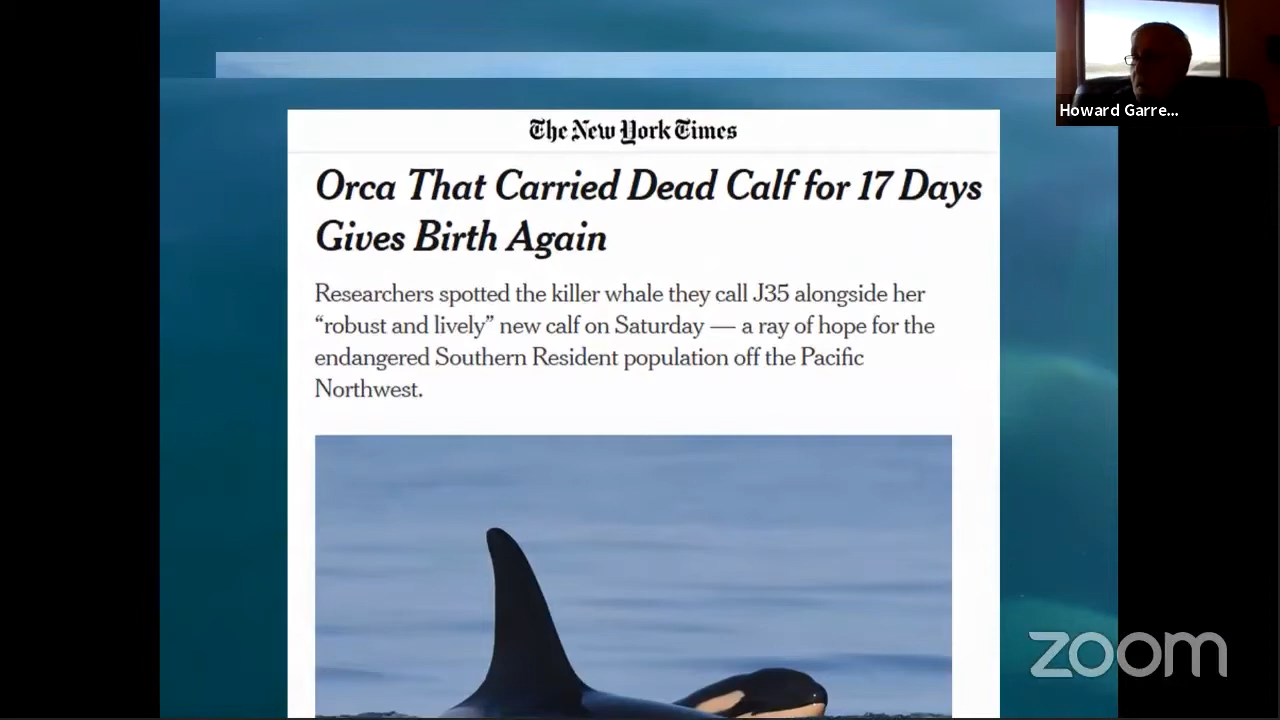 Howard Garre...
The New York Times
Orca That Carried Dead Calf for 17 Days
Gives Birth Again
Researchers spotted the killer whale they call J35 alongside her
“robust and lively” new calf on Saturday — a ray of hope for the
endangered Southern Resident population off the Pacific
Northwest.
zoom